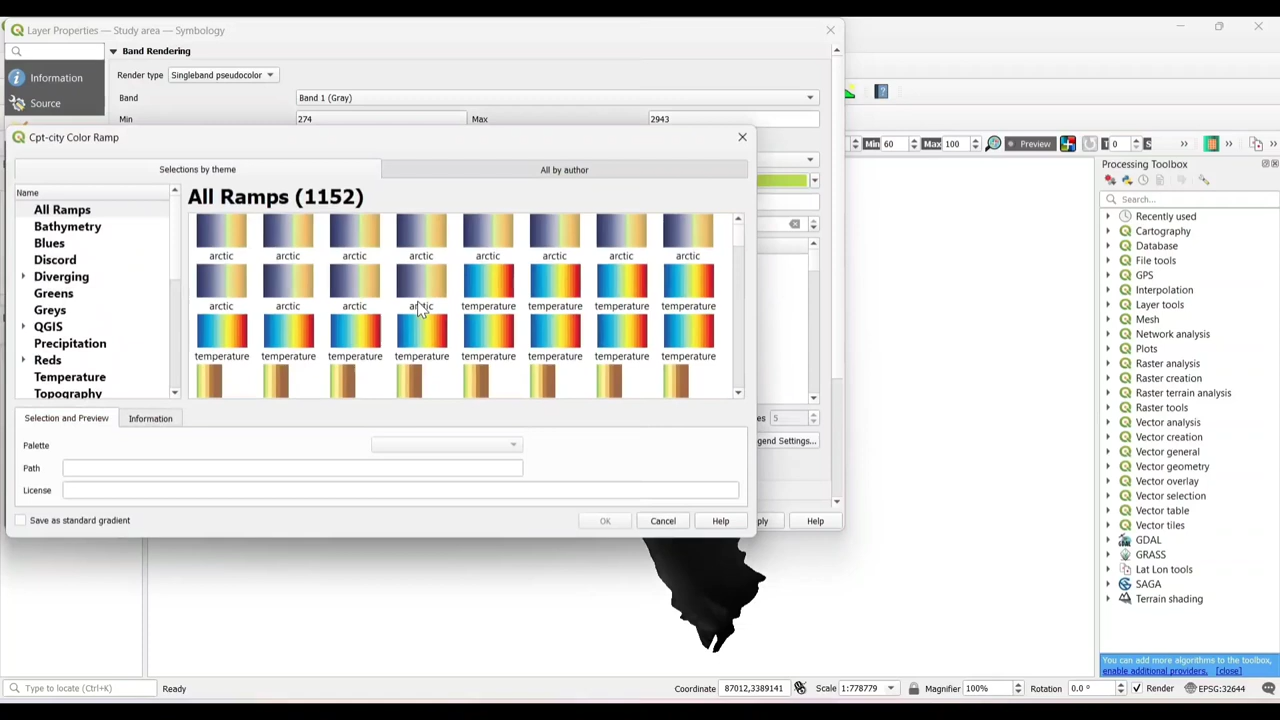 Layer Properties — Study area — Symbology
Information
Source
Band Rendering
Render type Singleband pseudocolor
Band Band 1 (Gray)
Min 274 Max 2943
Cpt-city Color Ramp
Selections by theme All by author
Name
All Ramps
Bathymetry
Blues
Discord
Diverging
Greens
Greys
QGIS
Precipitation
Reds
Temperature
Topography
All Ramps (1152)
arctic arctic arctic arctic arctic arctic arctic arctic
arctic arctic arctic arctic temperature temperature temperature temperature
temperature temperature temperature temperature temperature temperature temperature temperature
Selection and Preview Information
Palette
Path
License
Save as standard gradient OK Cancel Help
es 5
gend Settings...
ply Help
Min 60 Max 100 Preview T 0 S
Processing Toolbox
Search...
Recently used
Cartography
Database
File tools
GPS
Interpolation
Layer tools
Mesh
Network analysis
Plots
Raster analysis
Raster creation
Raster terrain analysis
Raster tools
Vector analysis
Vector creation
Vector general
Vector geometry
Vector overlay
Vector selection
Vector table
Vector tiles
GDAL
GRASS
Lat Lon tools
SAGA
Terrain shading
You can add more algorithms to the toolbox,
enable additional providers. [close]
Type to locate (Ctrl+K) Ready Coordinate 87012,3389141 Scale 1:778779 Magnifier 100% Rotation 0.0 ° Render EPSG:32644